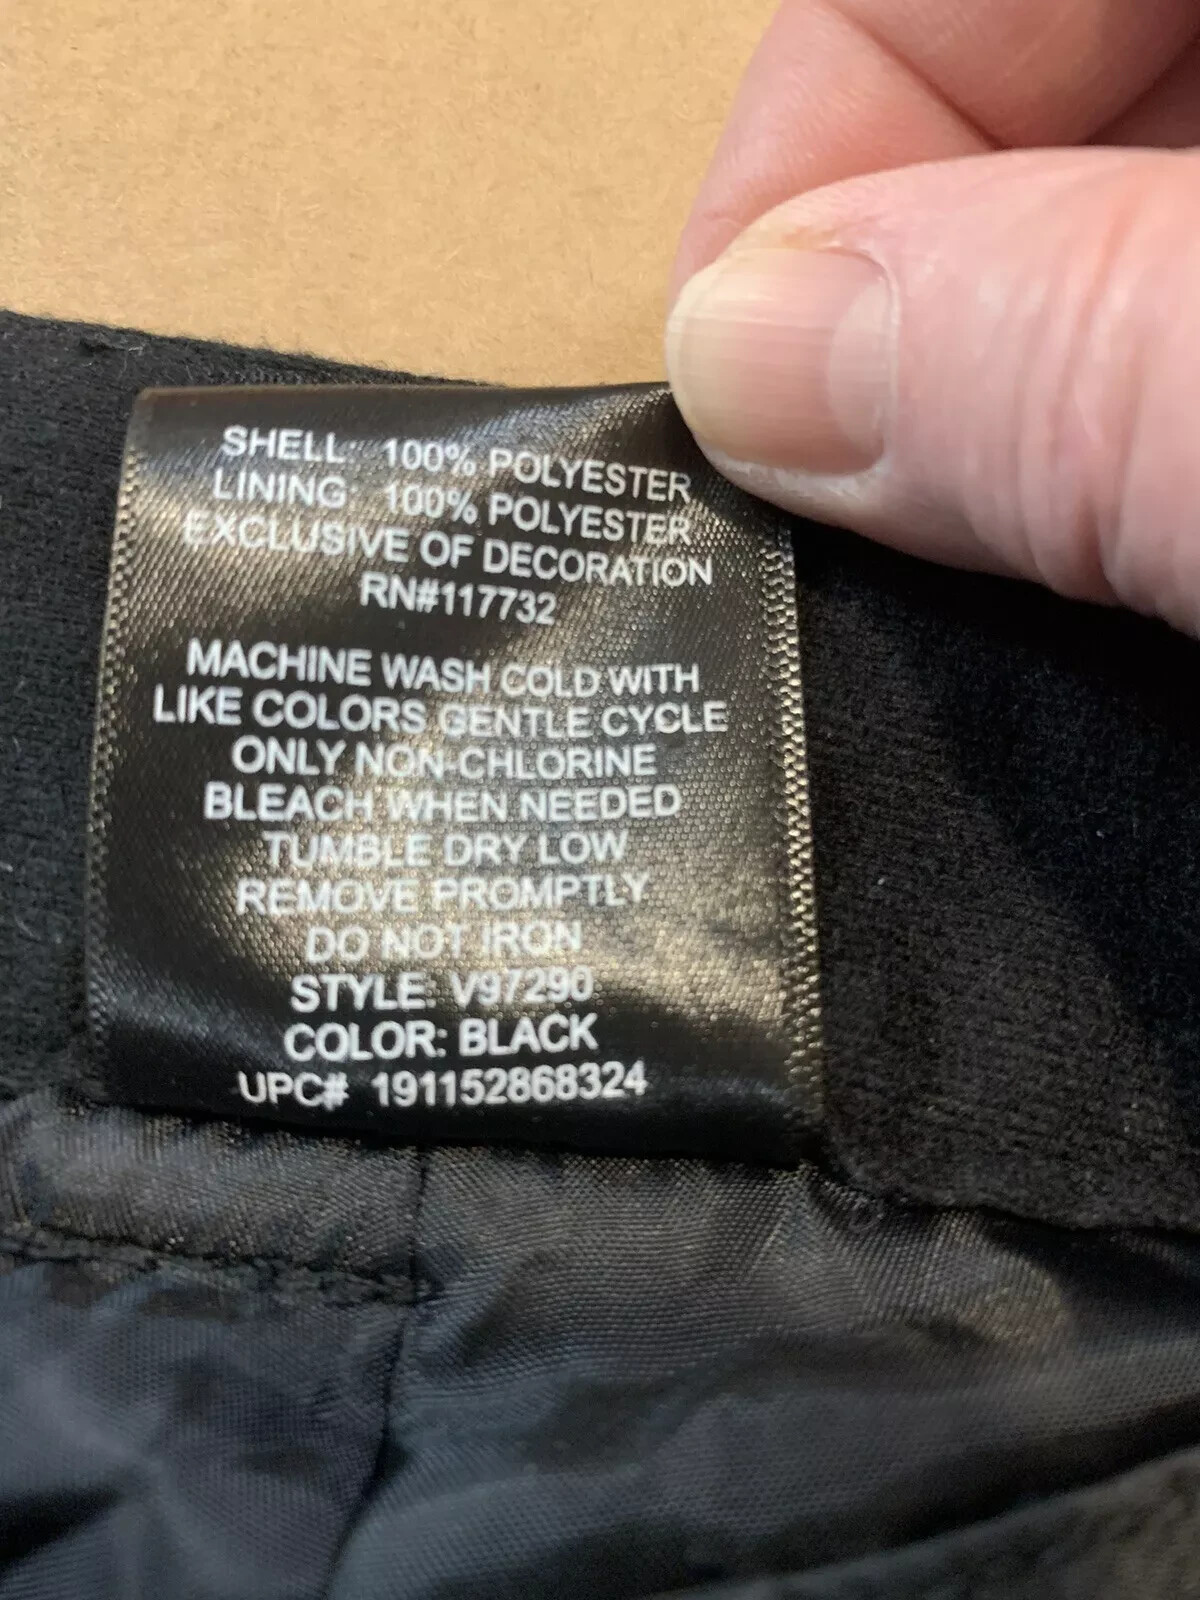 SHELL: 100% POLYESTER
LINING: 100% POLYESTER
EXCLUSIVE OF DECORATION
RN#117732
MACHINE WASH COLD WITH
LIKE COLORS GENTLE CYCLE
ONLY NON-CHLORINE
BLEACH WHEN NEEDED
TUMBLE DRY LOW
REMOVE PROMPTLY
DO NOT IRON
STYLE: V97290
COLOR: BLACK
UPC# 191152868324